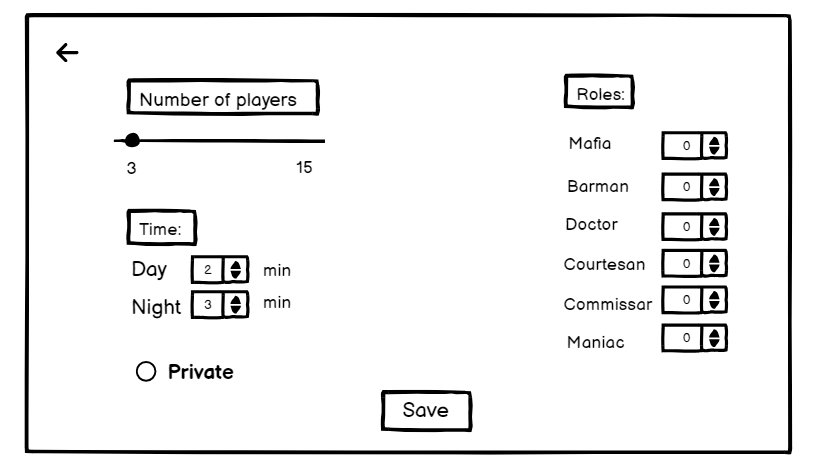 Number of players
3 15
Time:
Day 2 min
Night 3 min
Private
Roles:
Mafia 0
Barman 0
Doctor 0
Courtesan 0
Commissar 0
Maniac 0
Save